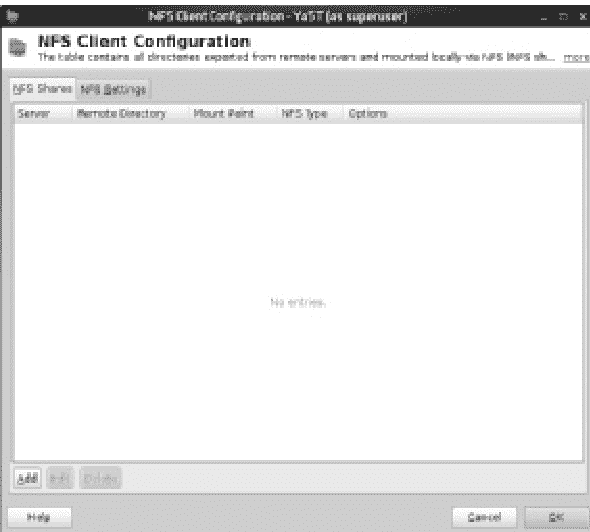 NFS Client Configuration - YaST (as superuser)
NFS Client Configuration
The table contains all directories exported from remote servers and mounted locally via NFS (NFS sh... more
NFS Shares NFS Settings
Server Remote Directory Mount Point NFS Type Options
No entries.
Add Edit Delete
Help Cancel OK